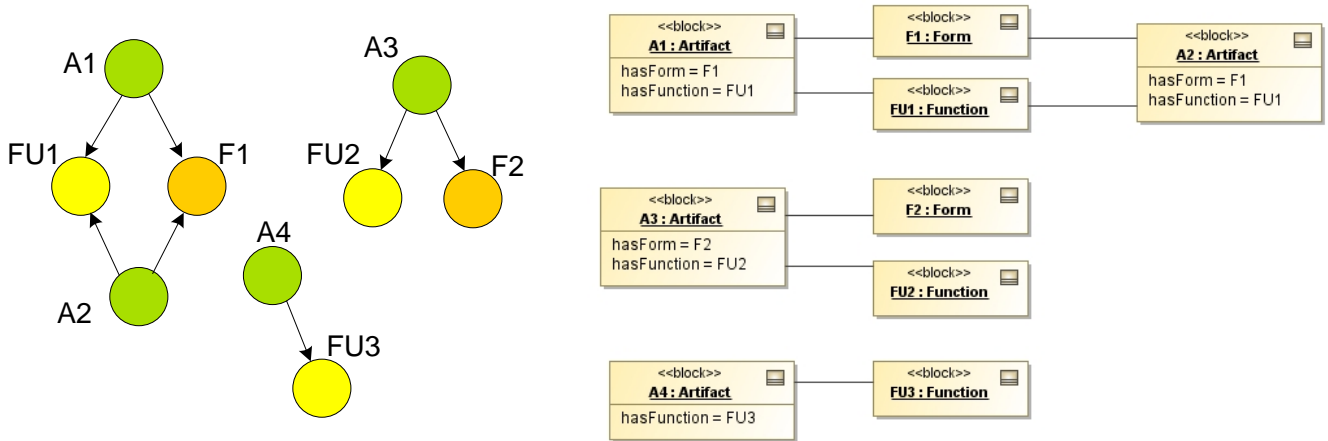 A1
FU1
F1
A2
A3
FU2
F2
A4
FU3
<<block>>
A1 : Artifact
hasForm = F1
hasFunction = FU1
<<block>>
F1 : Form
<<block>>
FU1 : Function
<<block>>
A2 : Artifact
hasForm = F1
hasFunction = FU1
<<block>>
A3 : Artifact
hasForm = F2
hasFunction = FU2
<<block>>
F2 : Form
<<block>>
FU2 : Function
<<block>>
A4 : Artifact
hasFunction = FU3
<<block>>
FU3 : Function